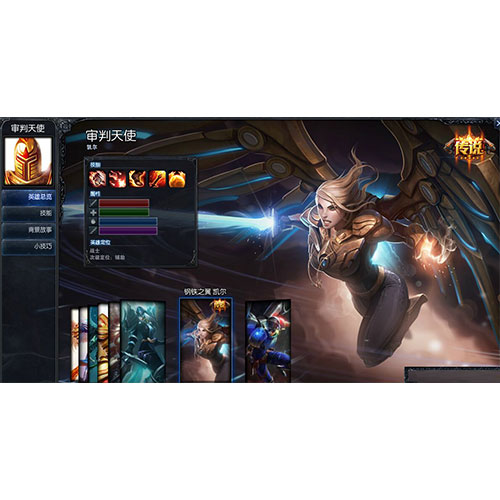 审判天使
审判天使
凯尔
传说
技能
英雄总览
属性
技能
背景故事
小技巧
英雄定位
战士
次级定位：辅助
钢铁之翼 凯尔